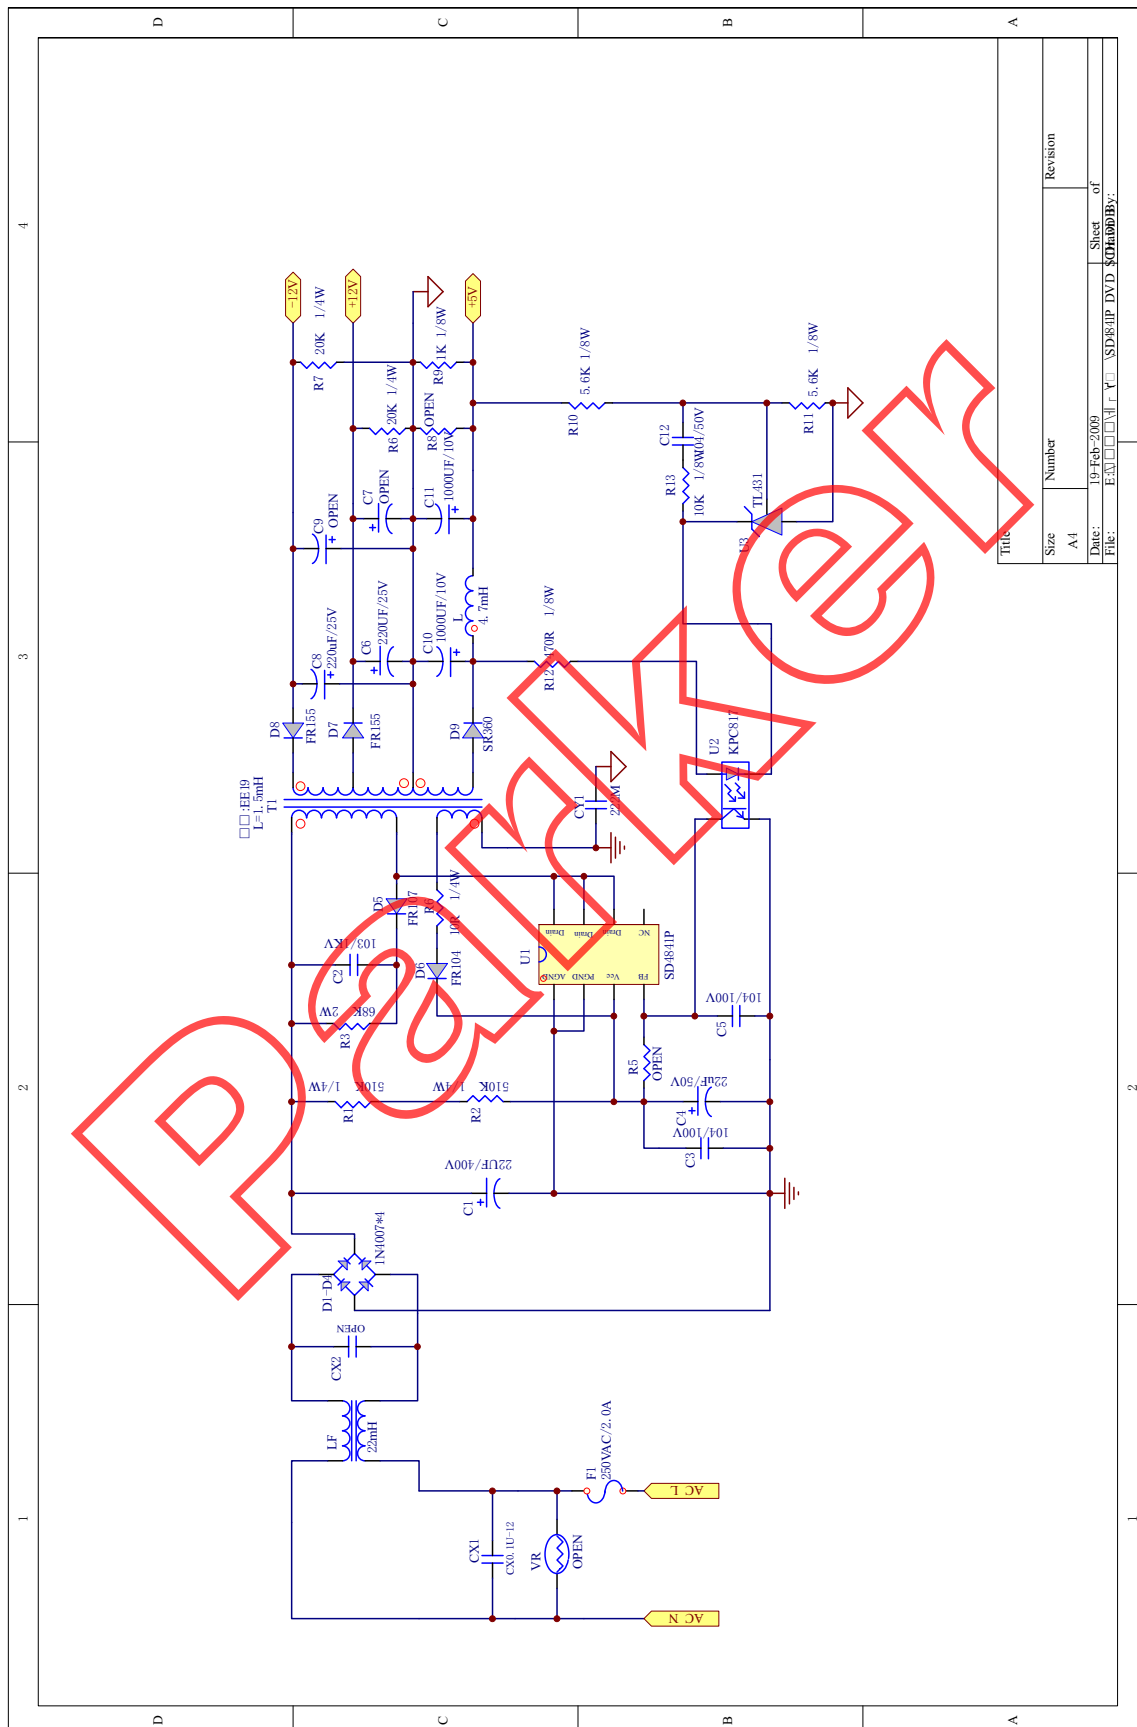 1
2
3
4
D
C
B
A
AC N
AC L
F1
250VAC/2.0A
VR
OPEN
CX1
CX0.1U-12
LF
22mH
CX2
OPEN
D1-D4
1N4007*4
C1
22UF/400V
R1
510K 1/4W
R2
510K 1/4W
R3
68K 2W
C2
103/1KV
D5
FR107
D6
FR104
R6
10R 1/4W
T1
L=1.5mH
:EE19
U1
SD4841P
AGND
PGND
Vcc
FB
Drain
Drain
Drain
NC
R5
OPEN
C3
104/100V
C4
22uF/50V
C5
104/100V
CY1
222M
U2
KPC817
D8
FR155
D7
FR155
D9
SR360
C8
220uF/25V
C6
220UF/25V
C10
1000UF/10V
L
4.7mH
C9
OPEN
C7
OPEN
C11
1000UF/10V
R6
20K 1/4W
R8
OPEN
R7
20K 1/4W
R9
1K 1/8W
-12V
+12V
+5V
R12
470R 1/8W
R10
5.6K 1/8W
R13
10K 1/8W
C12
104/50V
U3
TL431
R11
5.6K 1/8W
Title
Size
A4
Number
Revision
Date:
19-Feb-2009
Sheet of
File:
Parker
1
2
D
C
B
A